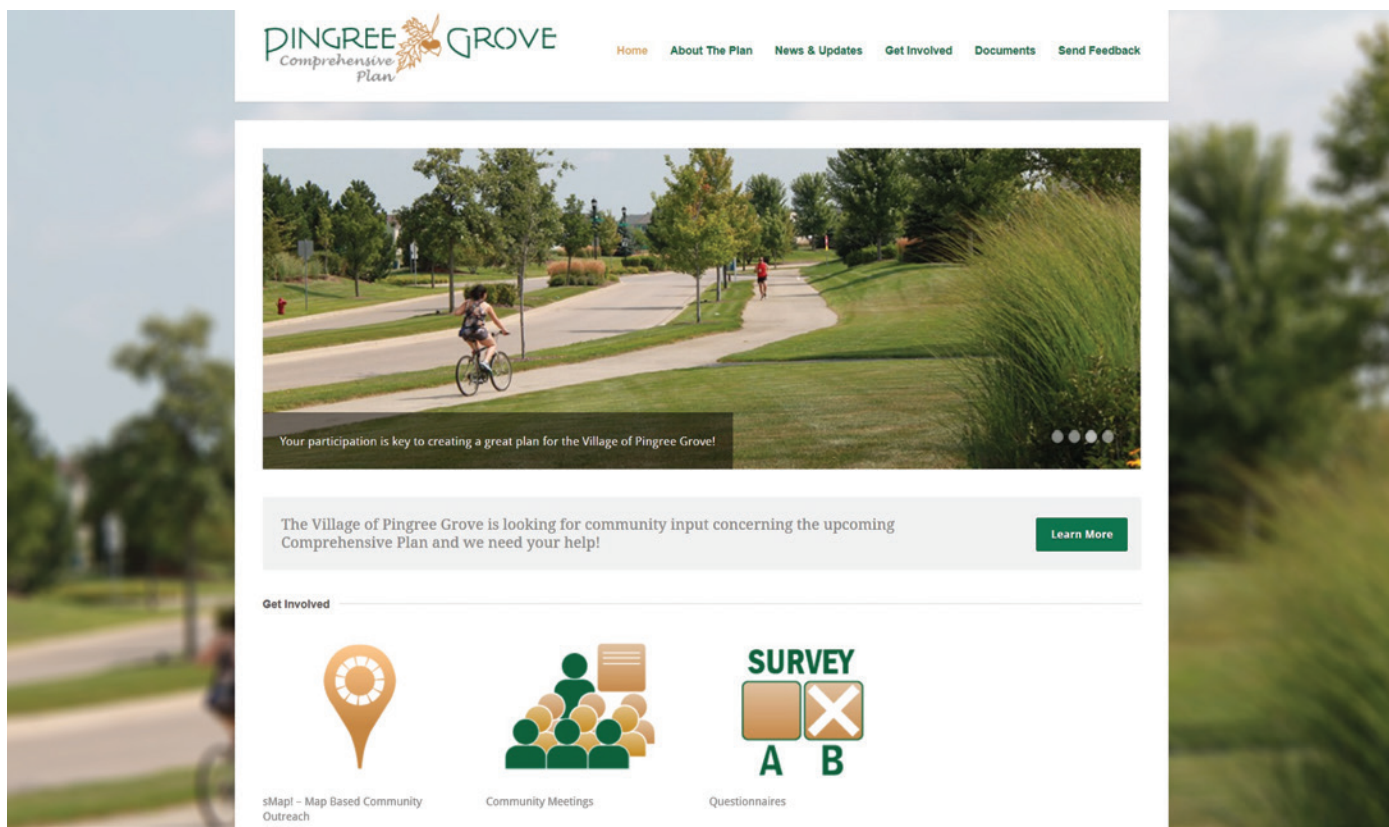 PINGREE GROVE
Comprehensive
Plan
Home About The Plan News & Updates Get Involved Documents Send Feedback
Your participation is key to creating a great plan for the Village of Pingree Grove!
The Village of Pingree Grove is looking for community input concerning the upcoming
Comprehensive Plan and we need your help!
Learn More
Get Involved
SURVEY
A B
sMap! – Map Based Community
Outreach
Community Meetings
Questionnaires